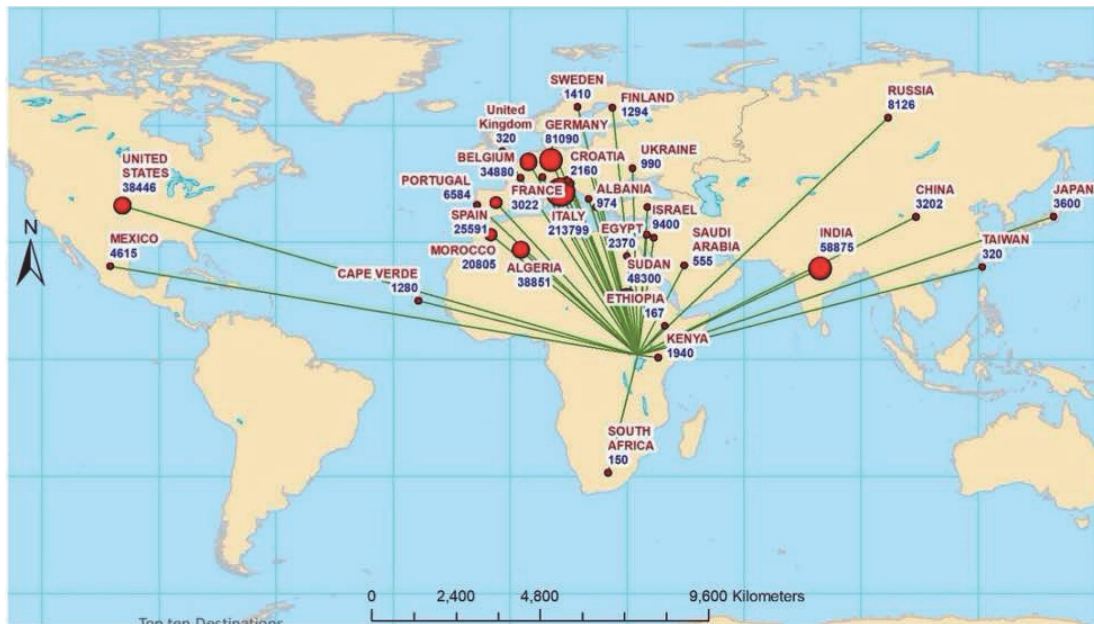 SWEDEN
1410
FINLAND
1294
RUSSIA
8126
United
Kingdom
320
GERMANY
81090
BELGIUM
34880
CROATIA
2160
UKRAINE
990
UNITED
STATES
38446
PORTUGAL
6584
FRANCE
3022
ALBANIA
974
ISRAEL
9400
CHINA
3202
JAPAN
3600
SPAIN
25591
ITALY
213799
EGYPT
2370
SAUDI
ARABIA
555
INDIA
58875
TAIWAN
320
N
MEXICO
4615
MOROCCO
20805
ALGERIA
38851
SUDAN
48300
CAPE VERDE
1280
ETHIOPIA
167
KENYA
1940
SOUTH
AFRICA
150
0 2,400 4,800 9,600 Kilometers
Top ten Destinations